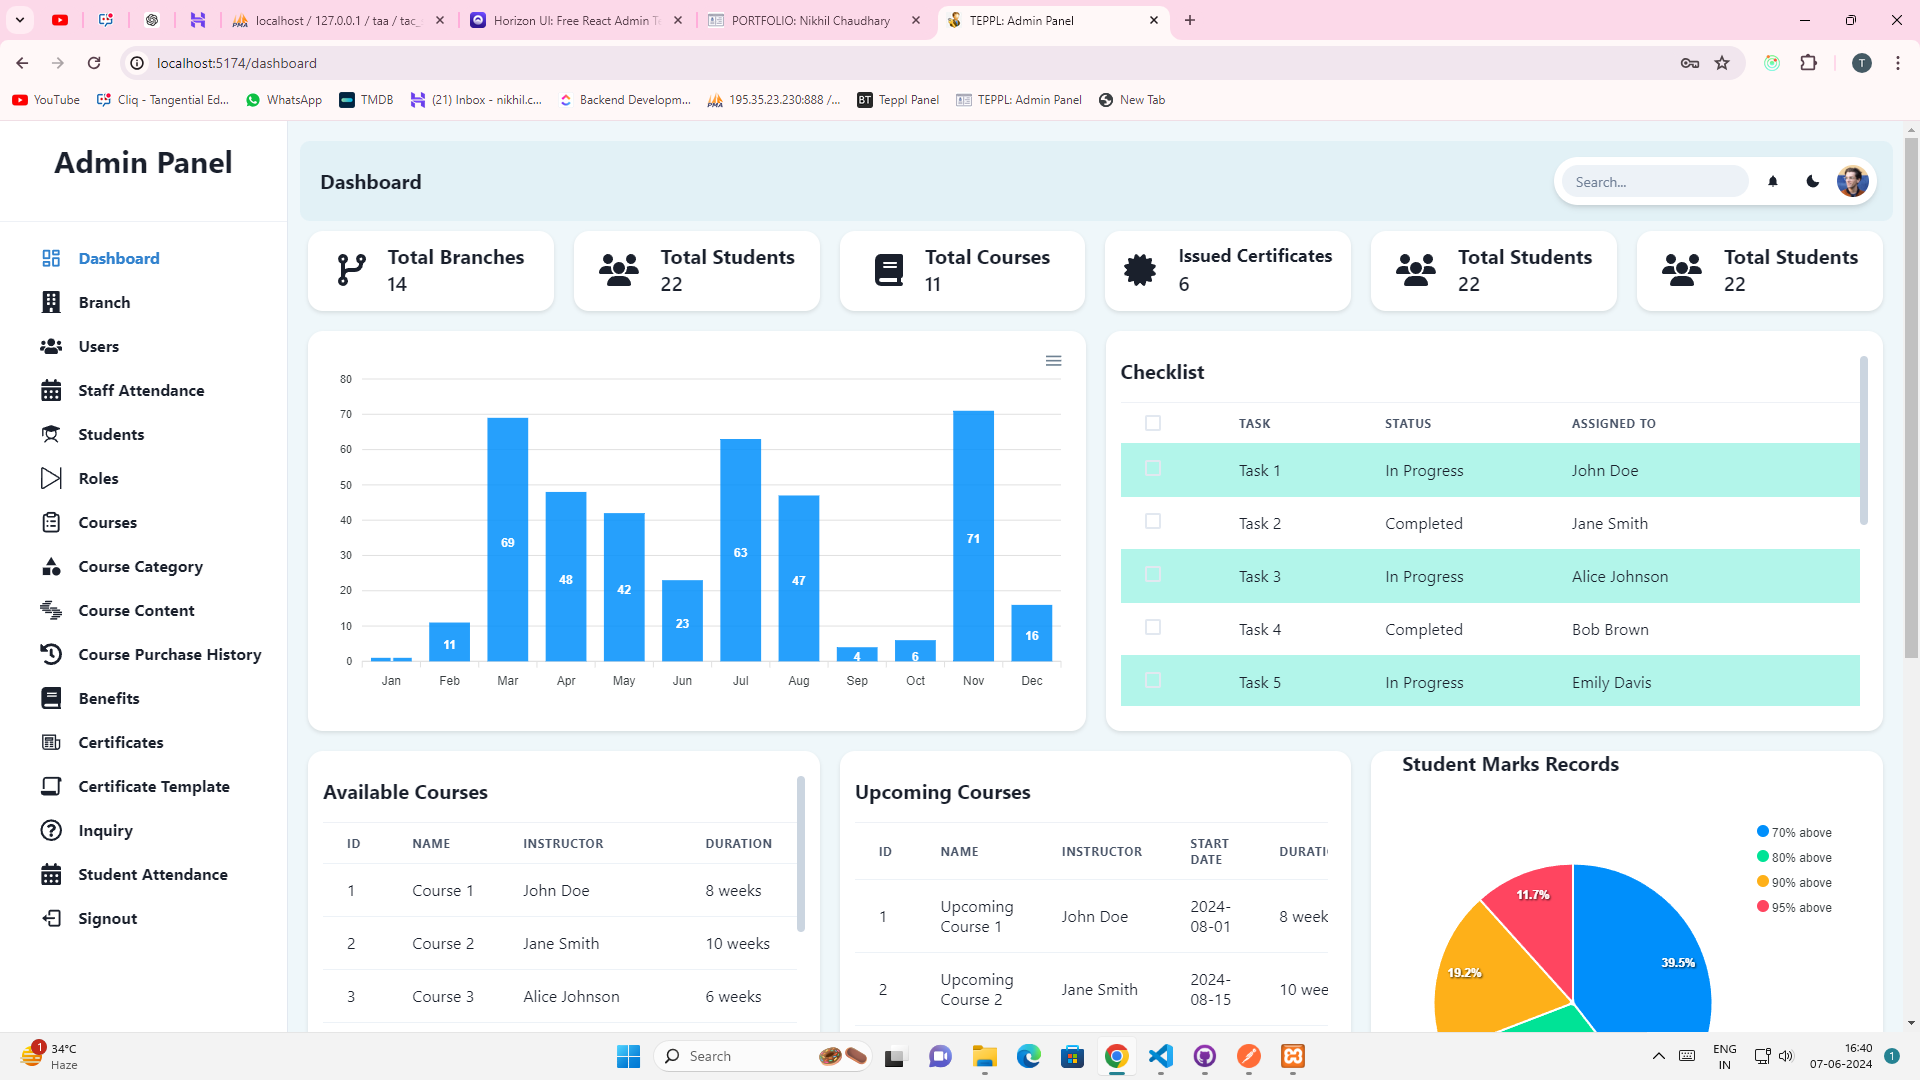 localhost / 127.0.0.1 / taa / tac_
Horizon UI: Free React Admin Te
PORTFOLIO: Nikhil Chaudhary
TEPPL: Admin Panel
localhost:5174/dashboard
T
YouTube
Cliq - Tangential Ed...
WhatsApp
TMDB
(21) Inbox - nikhil.c...
Backend Developm...
195.35.23.230:888 /...
BT Teppl Panel
TEPPL: Admin Panel
New Tab
Admin Panel
Dashboard
Branch
Users
Staff Attendance
Students
Roles
Courses
Course Category
Course Content
Course Purchase History
Benefits
Certificates
Certificate Template
Inquiry
Student Attendance
Signout
Dashboard
Search...
Total Branches
14
Total Students
22
Total Courses
11
Issued Certificates
6
Total Students
22
Total Students
22
80
70
60
50
40
30
20
10
0
11
69
48
42
23
63
47
4
6
71
16
Jan Feb Mar Apr May Jun Jul Aug Sep Oct Nov Dec
Checklist
TASK STATUS ASSIGNED TO
Task 1 In Progress John Doe
Task 2 Completed Jane Smith
Task 3 In Progress Alice Johnson
Task 4 Completed Bob Brown
Task 5 In Progress Emily Davis
Available Courses
ID NAME INSTRUCTOR DURATION
1 Course 1 John Doe 8 weeks
2 Course 2 Jane Smith 10 weeks
3 Course 3 Alice Johnson 6 weeks
Upcoming Courses
ID NAME INSTRUCTOR START DATE DURATI
1 Upcoming Course 1 John Doe 2024-08-01 8 week
2 Upcoming Course 2 Jane Smith 2024-08-15 10 wee
Student Marks Records
70% above
80% above
90% above
95% above
11.7%
39.5%
19.2%
1
34°C
Haze
Search
ENG
IN
16:40
07-06-2024
1